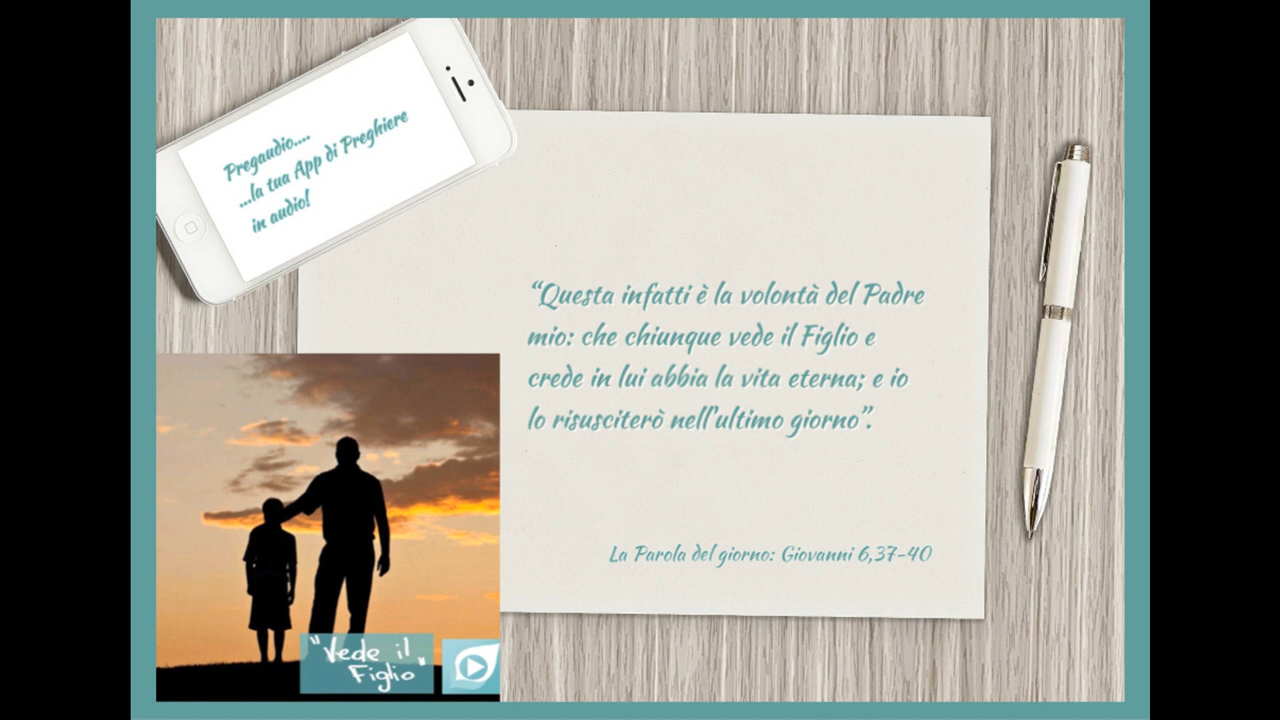 Pregaudio....
...la tua App di Preghiere
in audio!
“Questa infatti è la volontà del Padre
mio: che chiunque vede il Figlio e
crede in lui abbia la vita eterna; e io
lo risusciterò nell'ultimo giorno”.
La Parola del giorno: Giovanni 6,37-40
"Vede il
Figlio"